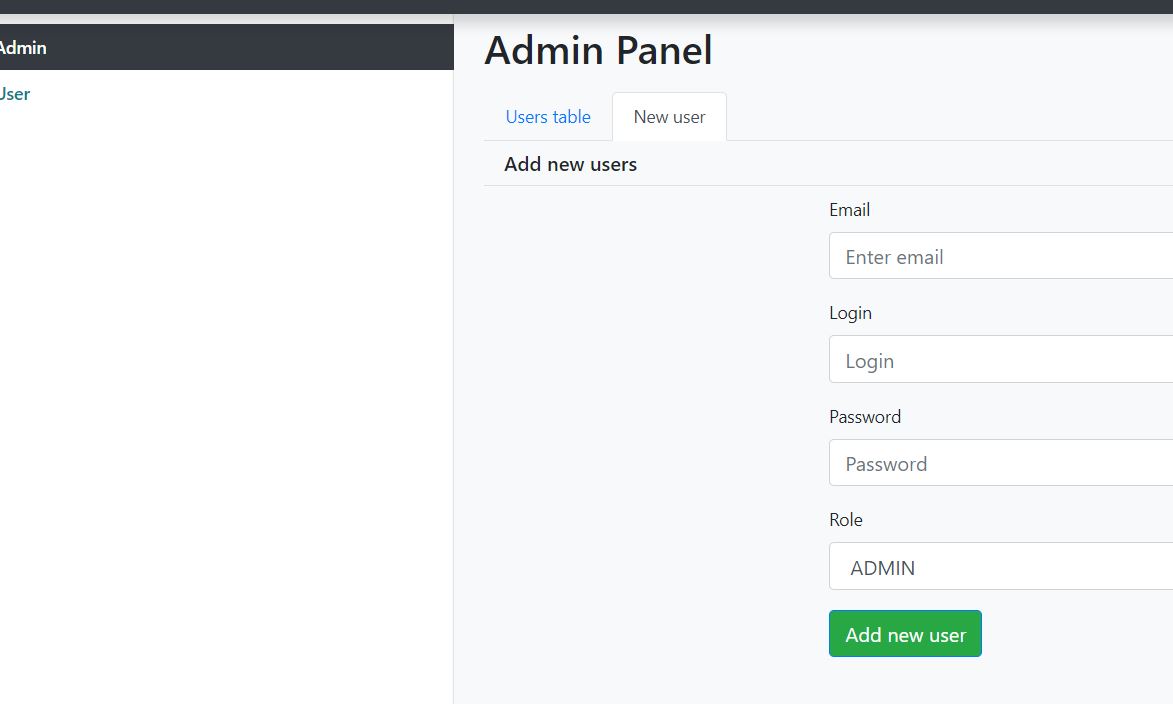 Admin
User
Admin Panel
Users table
New user
Add new users
Email
Enter email
Login
Login
Password
Password
Role
ADMIN
Add new user